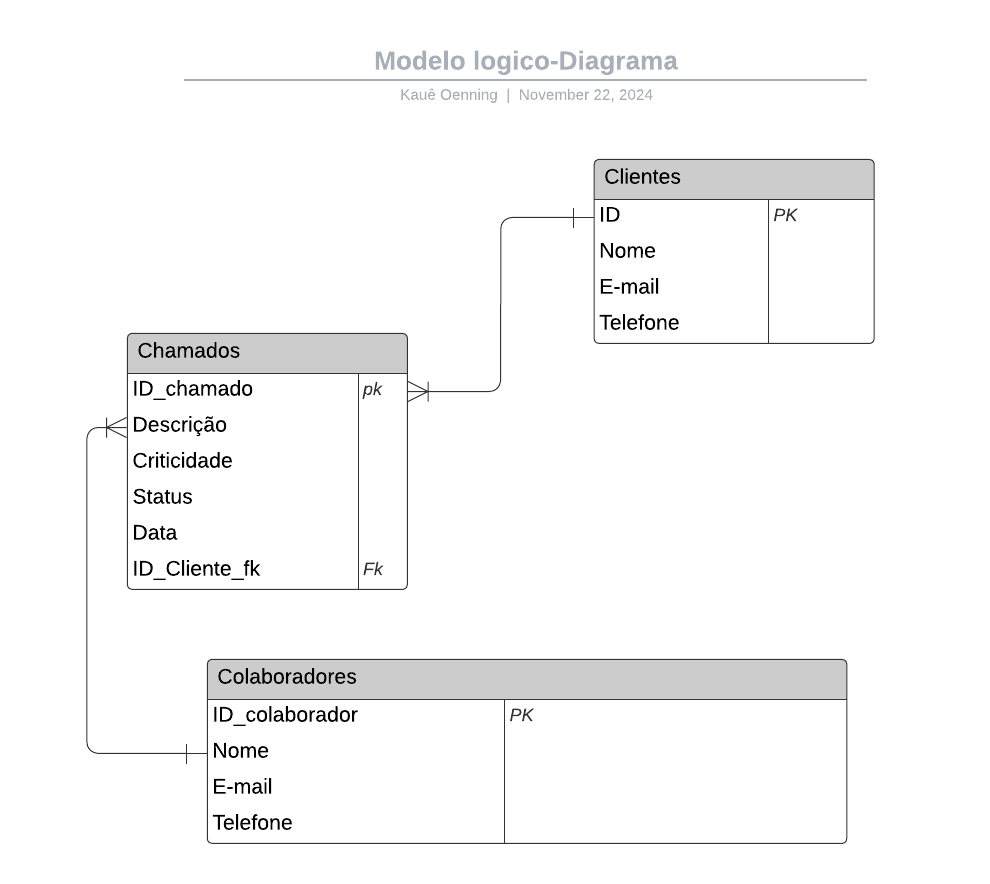 Modelo logico-Diagrama
Kauê Oenning | November 22, 2024
Clientes
ID PK
Nome
E-mail
Telefone
Chamados
ID_chamado pk
Descrição
Criticidade
Status
Data
ID_Cliente_fk Fk
Colaboradores
ID_colaborador PK
Nome
E-mail
Telefone